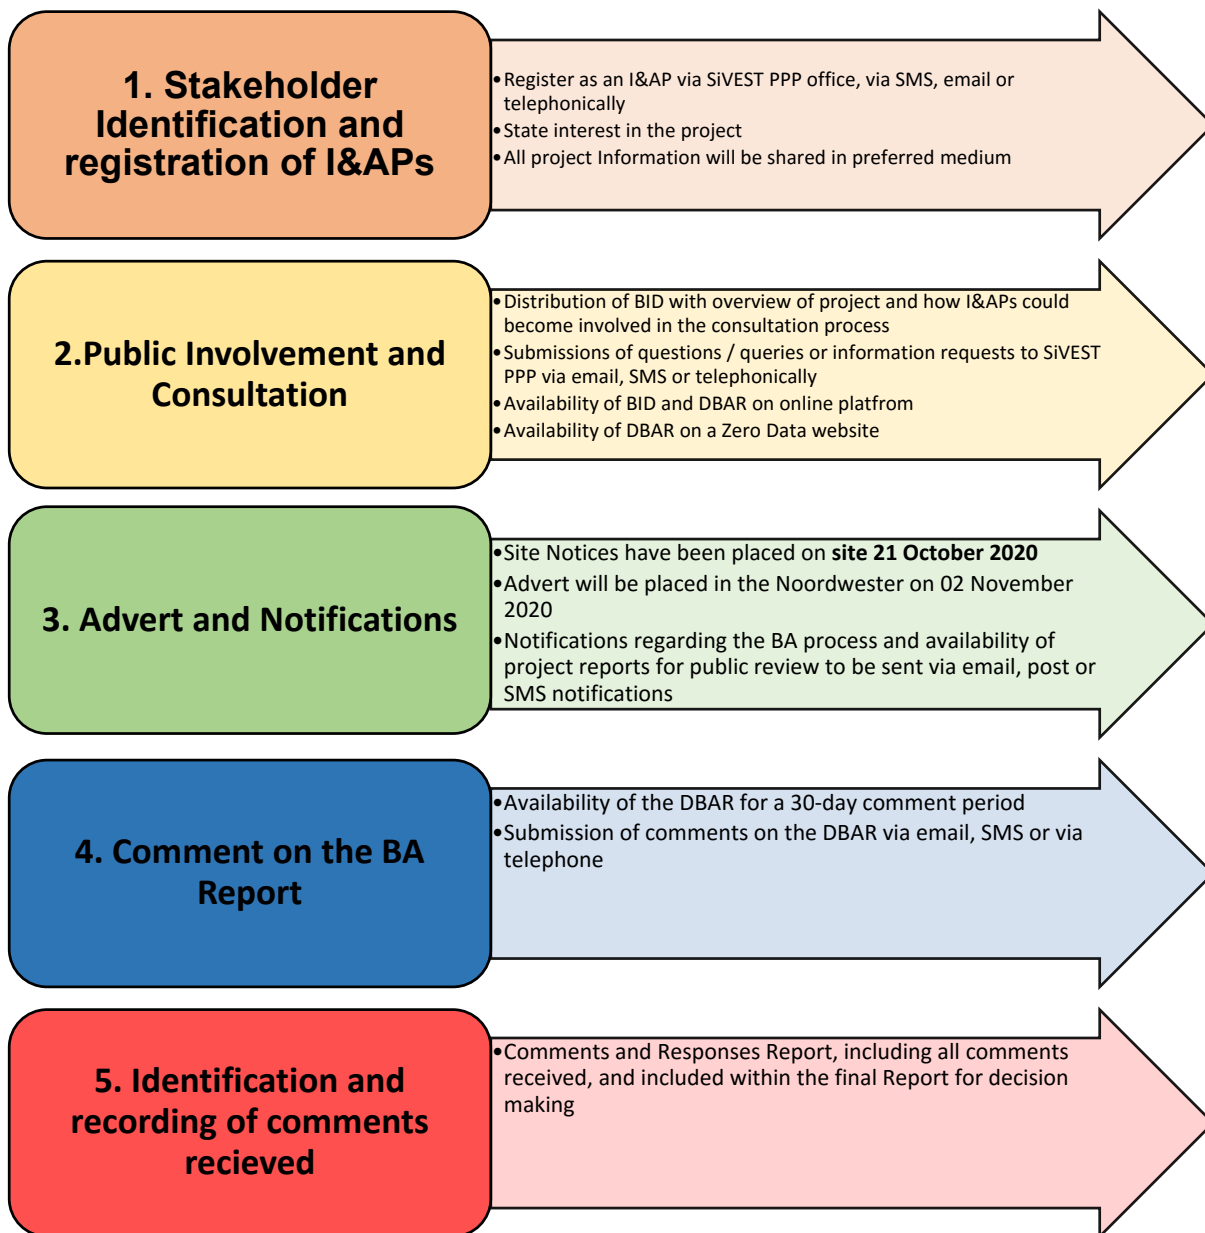 1. Stakeholder
Identification and
registration of I&APs
•Register as an I&AP via SiVEST PPP office, via SMS, email or
telephonically
•State interest in the project
•All project Information will be shared in preferred medium
2.Public Involvement and
Consultation
•Distribution of BID with overview of project and how I&APs could
become involved in the consultation process
•Submissions of questions / queries or information requests to SiVEST
PPP via email, SMS or telephonically
•Availability of BID and DBAR on online platfrom
•Availability of DBAR on a Zero Data website
3. Advert and Notifications
•Site Notices have been placed on site 21 October 2020
•Advert will be placed in the Noordwester on 02 November
2020
•Notifications regarding the BA process and availability of
project reports for public review to be sent via email, post or
SMS notifications
4. Comment on the BA
Report
•Availability of the DBAR for a 30-day comment period
•Submission of comments on the DBAR via email, SMS or via
telephone
5. Identification and
recording of comments
recieved
•Comments and Responses Report, including all comments
received, and included within the final Report for decision
making